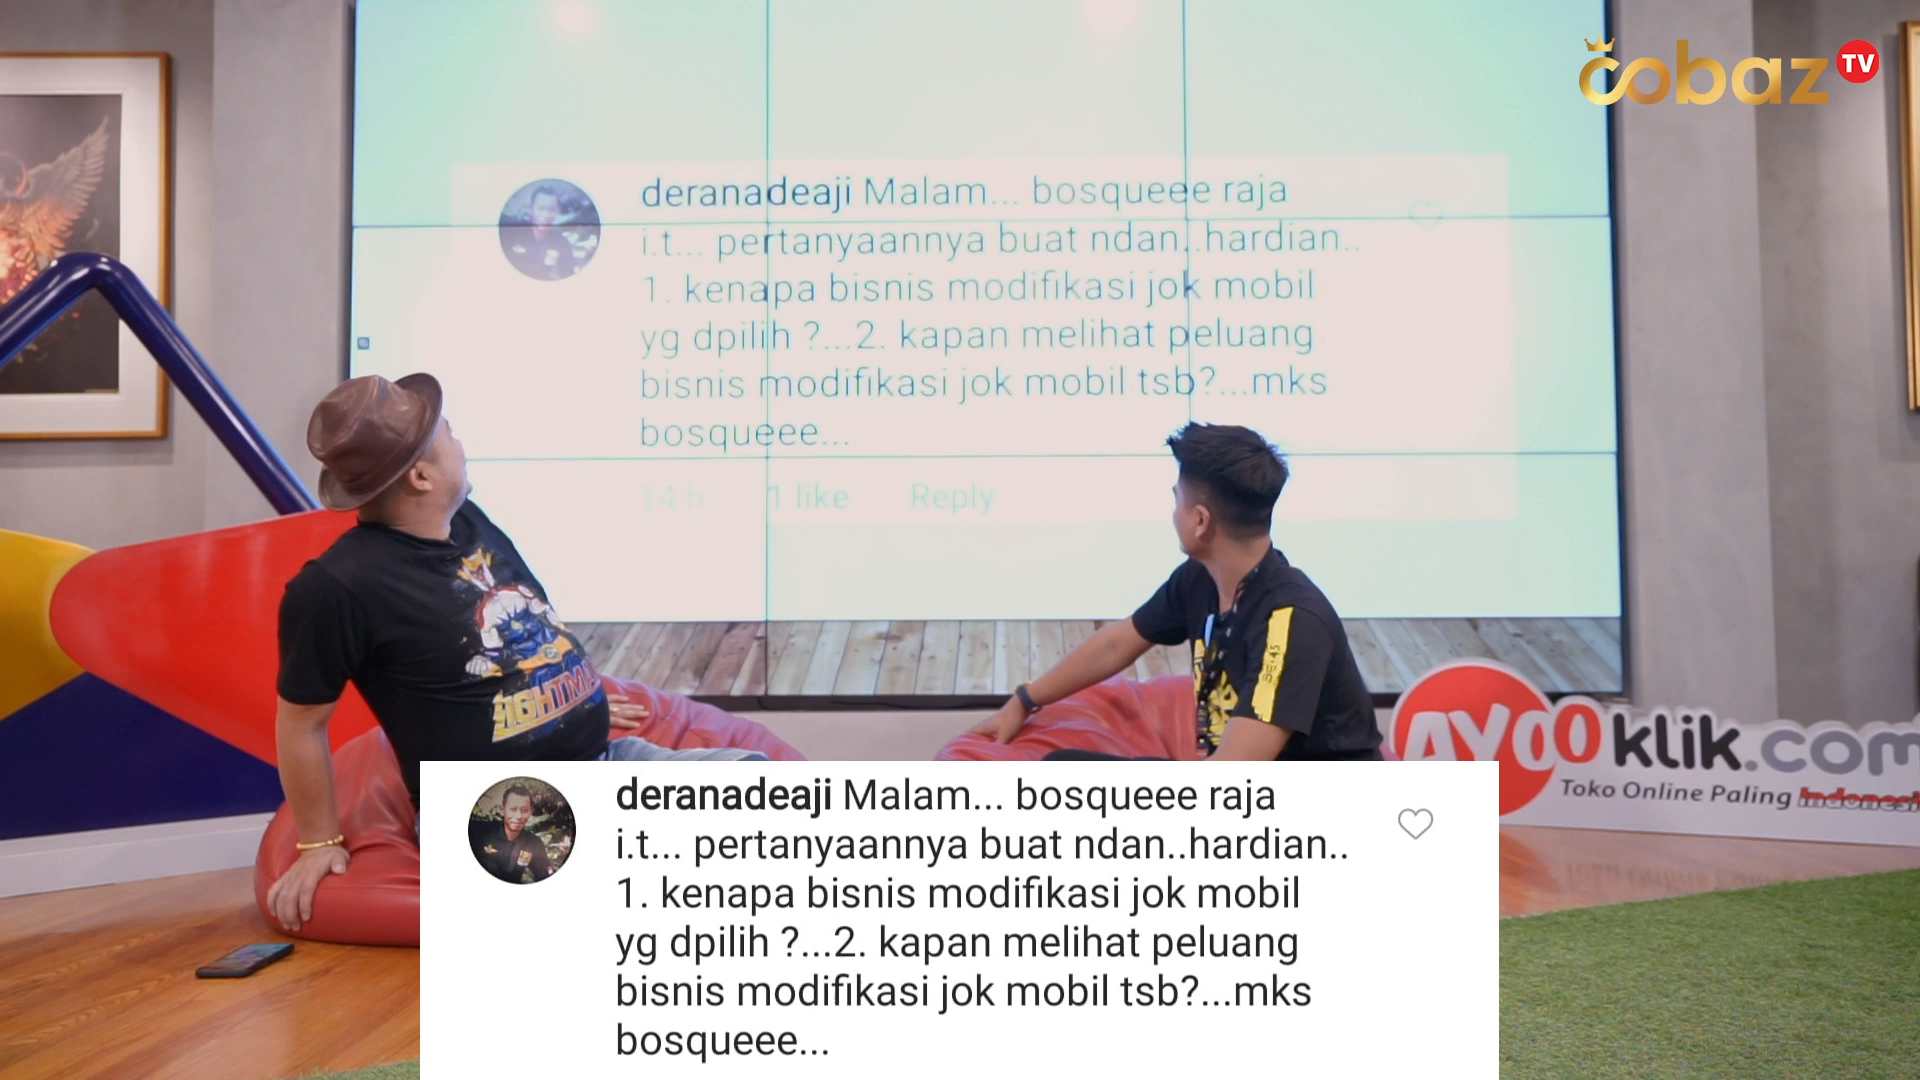 cobaz TV
deranadeaji Malam... bosqueee raja
i.t... pertanyaannya buat ndan..hardian..
1. kenapa bisnis modifikasi jok mobil
yg dpilih ?...2. kapan melihat peluang
bisnis modifikasi jok mobil tsb?...mks
bosqueee...
14 h 1 like Reply
BE:45
AYOOklik.com
Toko Online Paling Indonesi
deranadeaji Malam... bosqueee raja
i.t... pertanyaannya buat ndan..hardian..
1. kenapa bisnis modifikasi jok mobil
yg dpilih ?...2. kapan melihat peluang
bisnis modifikasi jok mobil tsb?...mks
bosqueee...